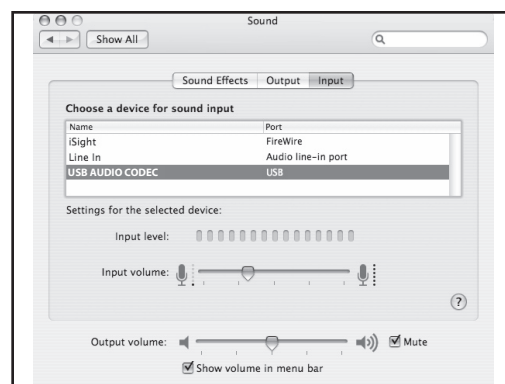 Sound
Show All
Sound Effects Output Input
Choose a device for sound input
Name Port
iSight FireWire
Line In Audio line-in port
USB AUDIO CODEC USB
Settings for the selected device:
Input level:
Input volume:
?
Output volume: Mute
Show volume in menu bar